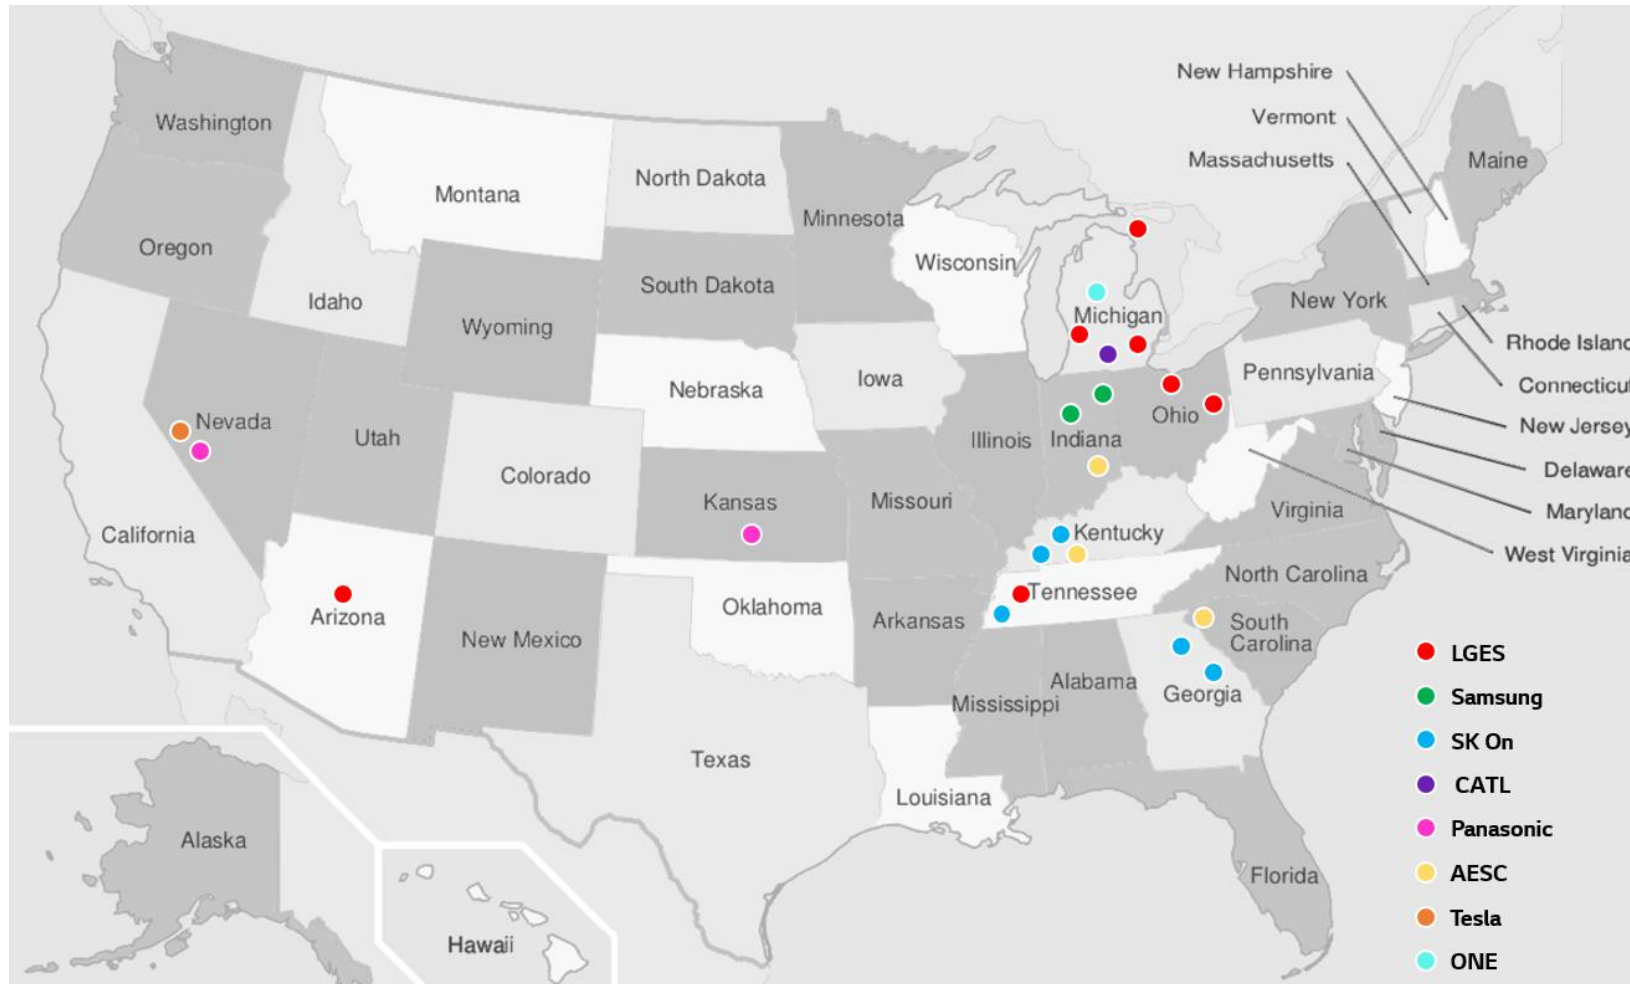 New Hampshire
Vermont
Massachusetts
Washington
Maine
North Dakota
Montana
Minnesota
Oregon
Wisconsin
South Dakota
Idaho
New York
Michigan
Wyoming
Rhode Island
Pennsylvania
Iowa
Connecticut
Nebraska
Ohio
Nevada
New Jersey
Utah
Illinois
Indiana
Delaware
Colorado
Kansas
Missouri
Virginia
Maryland
California
Kentucky
West Virginia
North Carolina
Tennessee
Oklahoma
Arizona
Arkansas
South
Carolina
New Mexico
LGES
Alabama
Georgia
Samsung
Mississippi
SK On
Texas
CATL
Louisiana
Panasonic
Alaska
AESC
Florida
Tesla
Hawaii
ONE